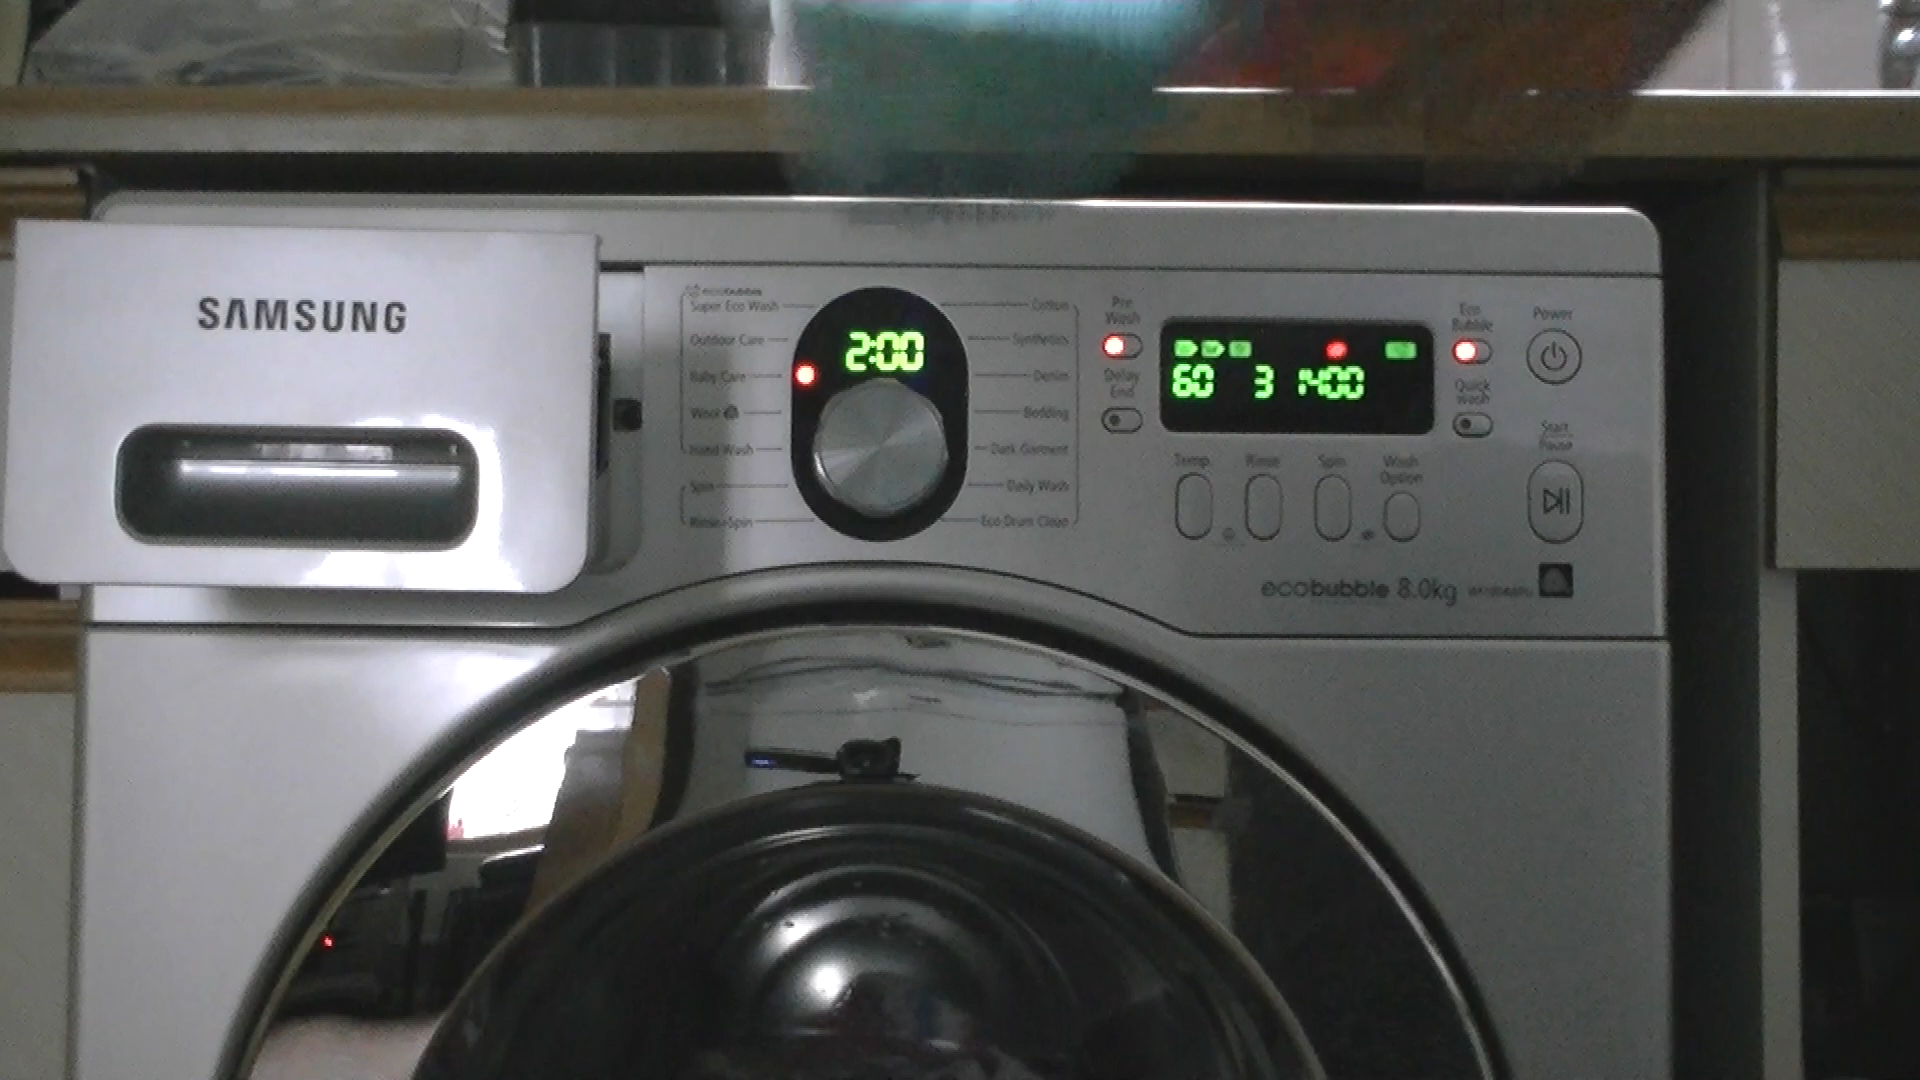 SAMSUNG
ecobubble
Super Eco Wash
Outdoor Care
Baby Care
Wool
Hand Wash
Spin
Rinse+Spin
2:00
Cotton
Synthetics
Denim
Bedding
Dark Garment
Daily Wash
Eco Drum Clean
Pre
Wash
Delay
End
60 3 1400
Temp.
Rinse
Spin
Wash
Option
Eco
Bubble
Quick
wash
Power
Start
Pause
ecobubble 8.0kg